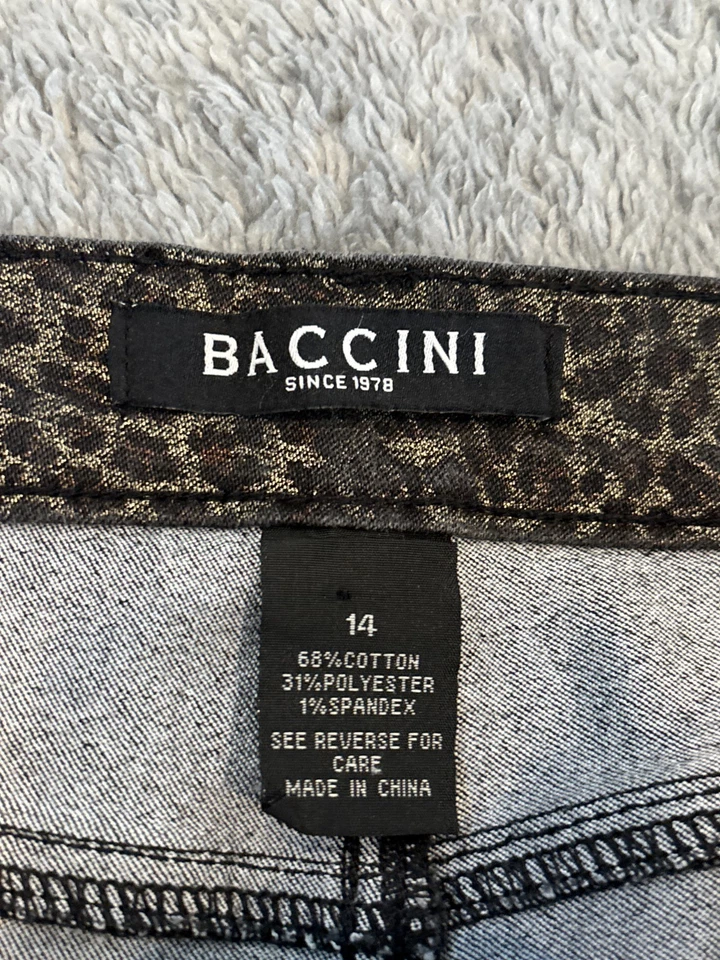 BACCINI
SINCE 1978
14
68%COTTON
31%POLYESTER
1%SPANDEX
SEE REVERSE FOR
CARE
MADE IN CHINA